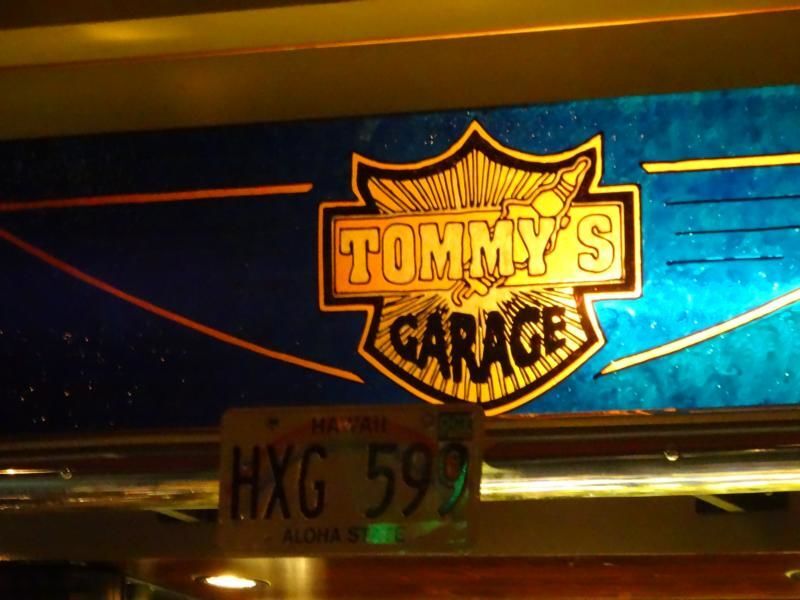 TOMMY'S
GARAGE
HAWAII
HXG 599
ALOHA STATE